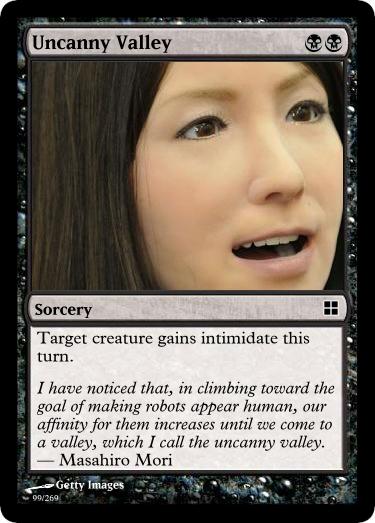 Uncanny Valley
Sorcery
Target creature gains intimidate this
turn.
I have noticed that, in climbing toward the
goal of making robots appear human, our
affinity for them increases until we come to
a valley, which I call the uncanny valley.
— Masahiro Mori
Getty Images
99/269